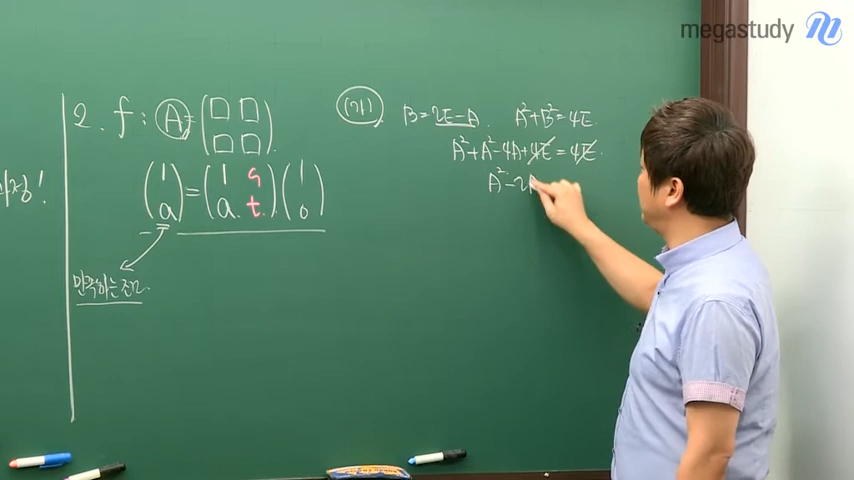 megastudy
2. f : A = (□ □
□ □).
(1
a) = (1 s
a t)(1
0)
만족하는 조건.
(가)
B = 2E - A. A² + B² = 4E.
A² + A² - 4A + 4E = 4E.
A² - 2A